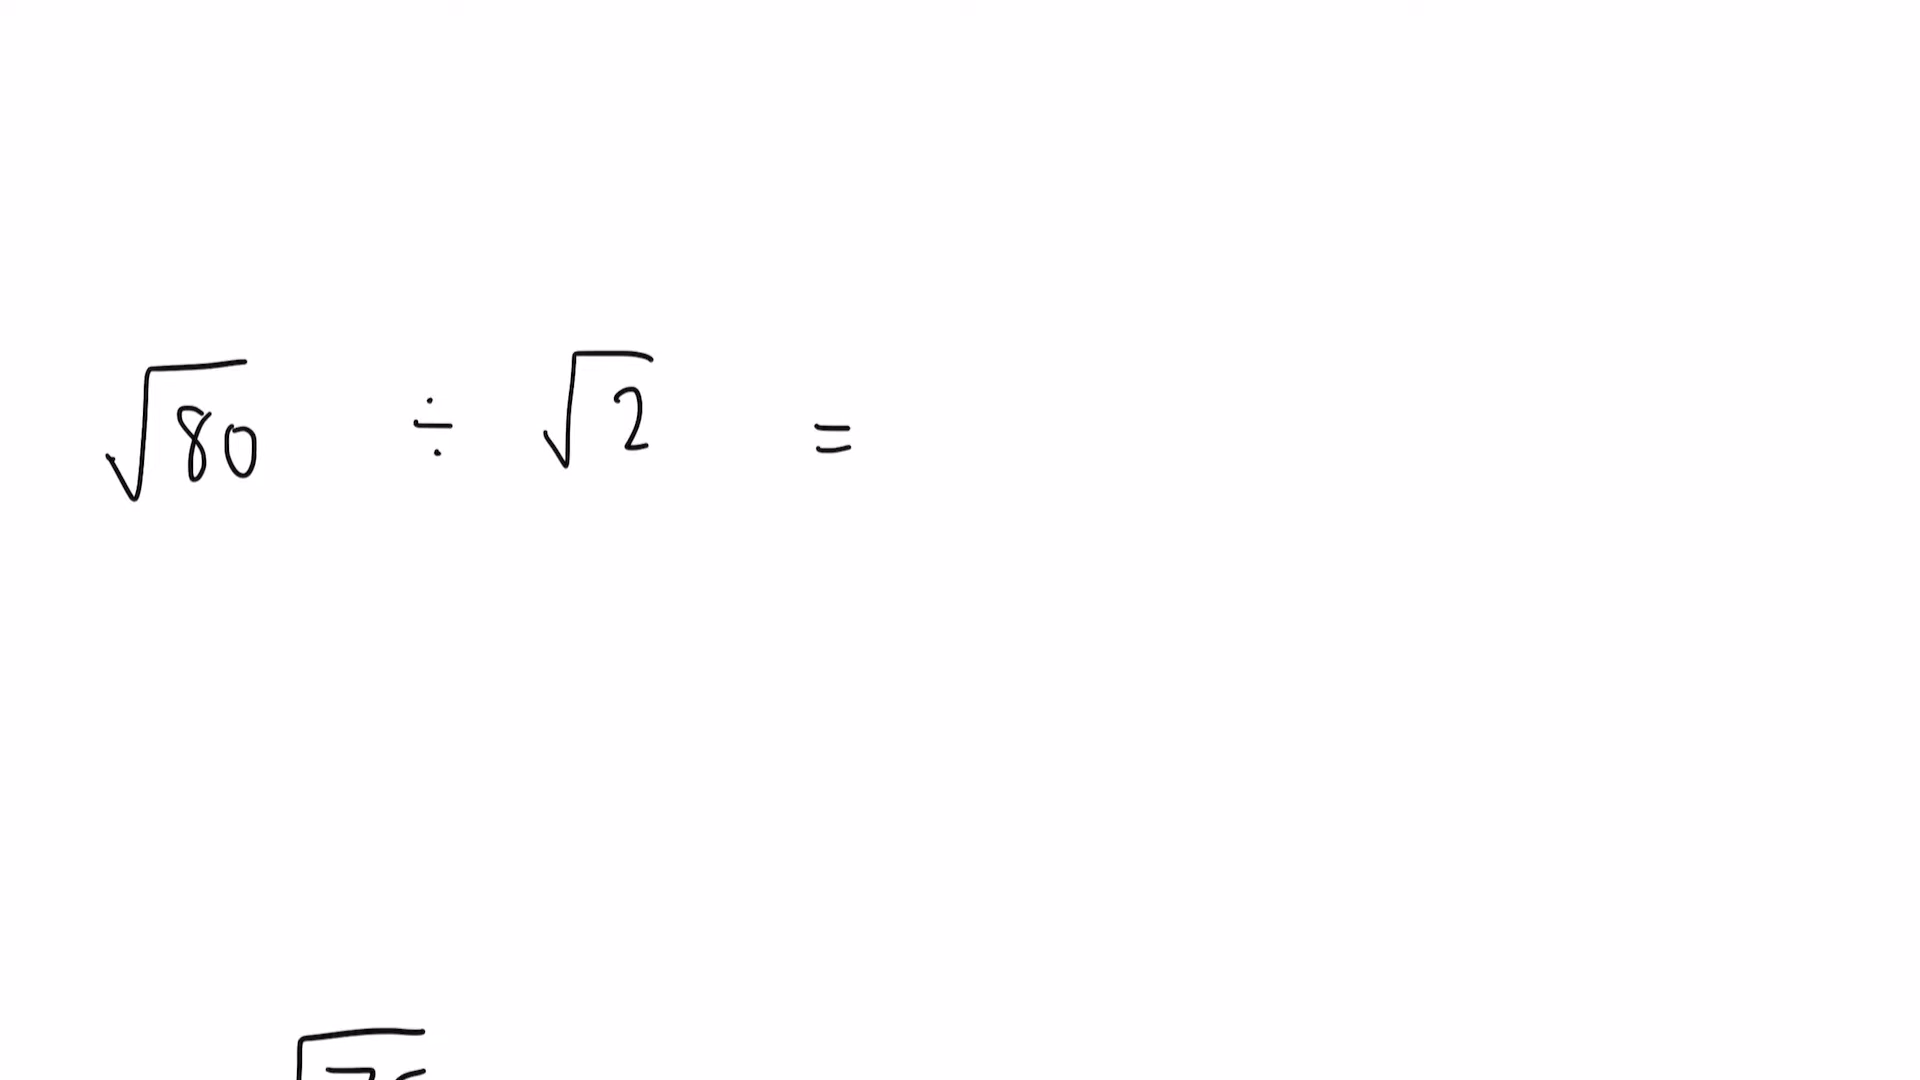 √80 ÷ √2 =